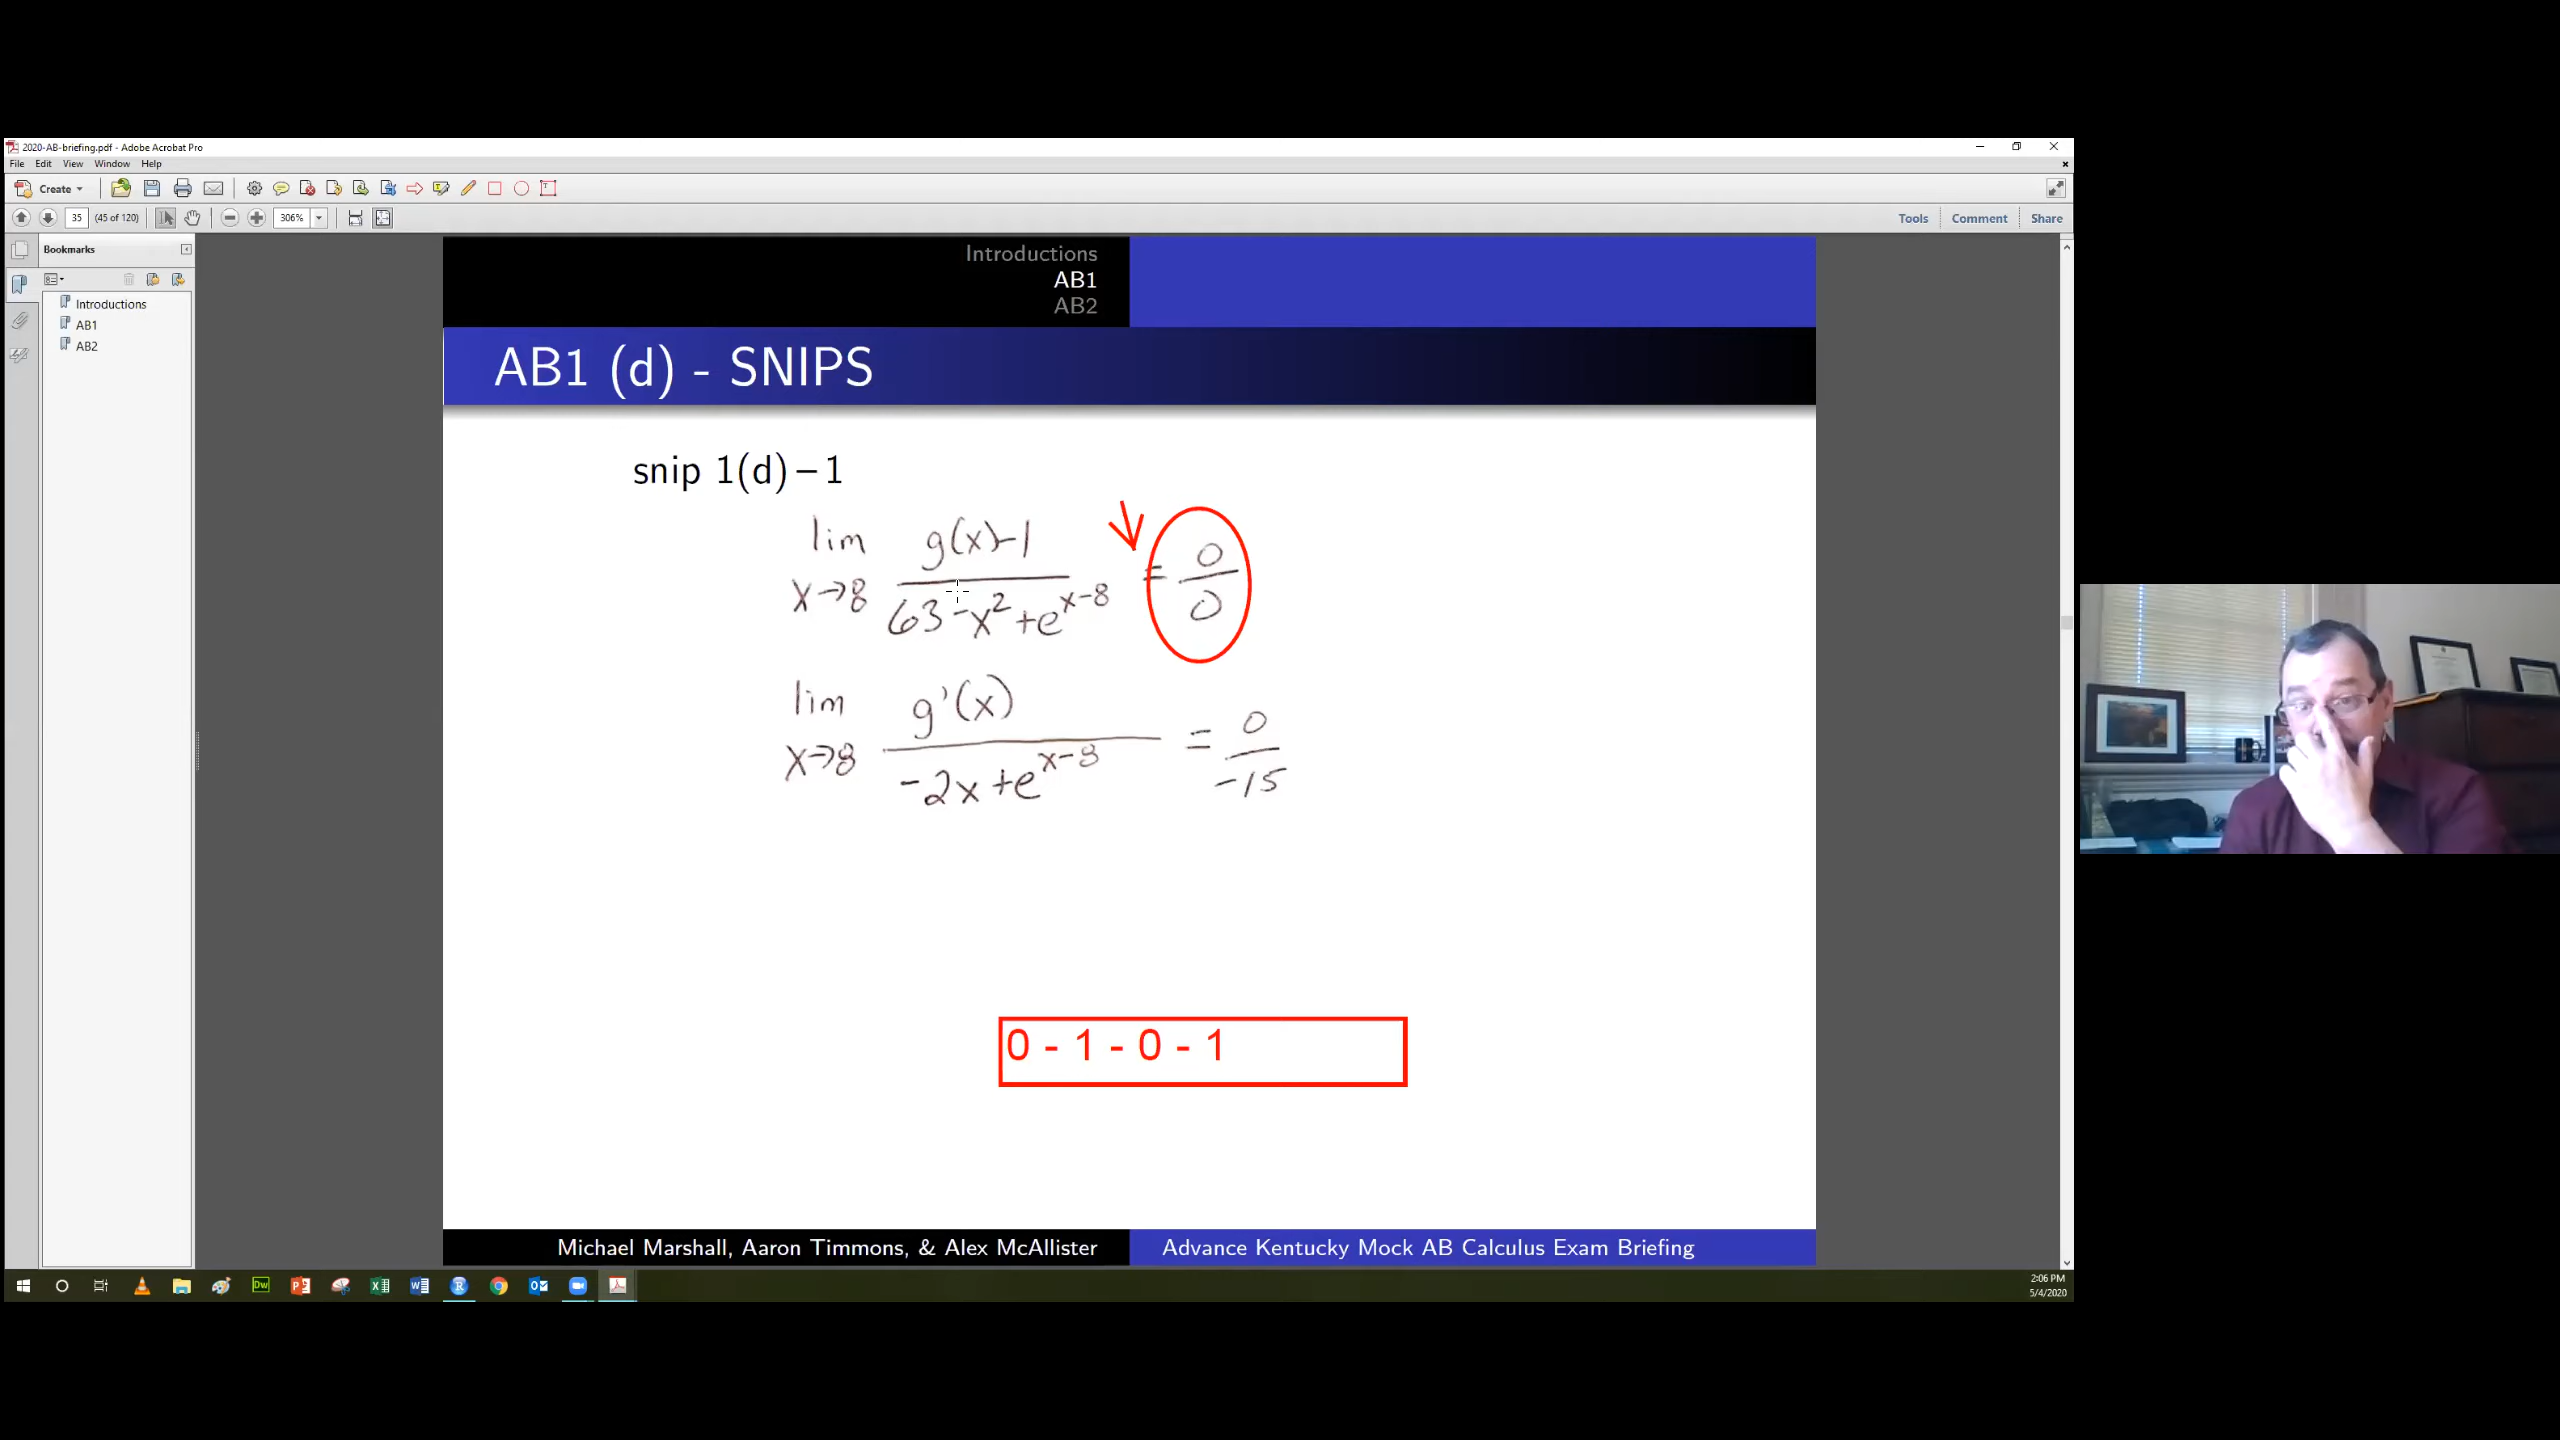 2020-AB-briefing.pdf - Adobe Acrobat Pro
File Edit View Window Help
Create
35 (45 of 120) 306% Tools Comment Share
Bookmarks
Introductions
AB1
AB2
Introductions
AB1
AB2
AB1 (d) - SNIPS
snip 1(d)–1
lim x→8 g(x)-1 / 63-x²+e^(x-8) = 0/0
lim x→8 g'(x) / -2x+e^(x-8) = 0/-15
0 - 1 - 0 - 1
Michael Marshall, Aaron Timmons, & Alex McAllister Advance Kentucky Mock AB Calculus Exam Briefing
2:06 PM
5/4/2020